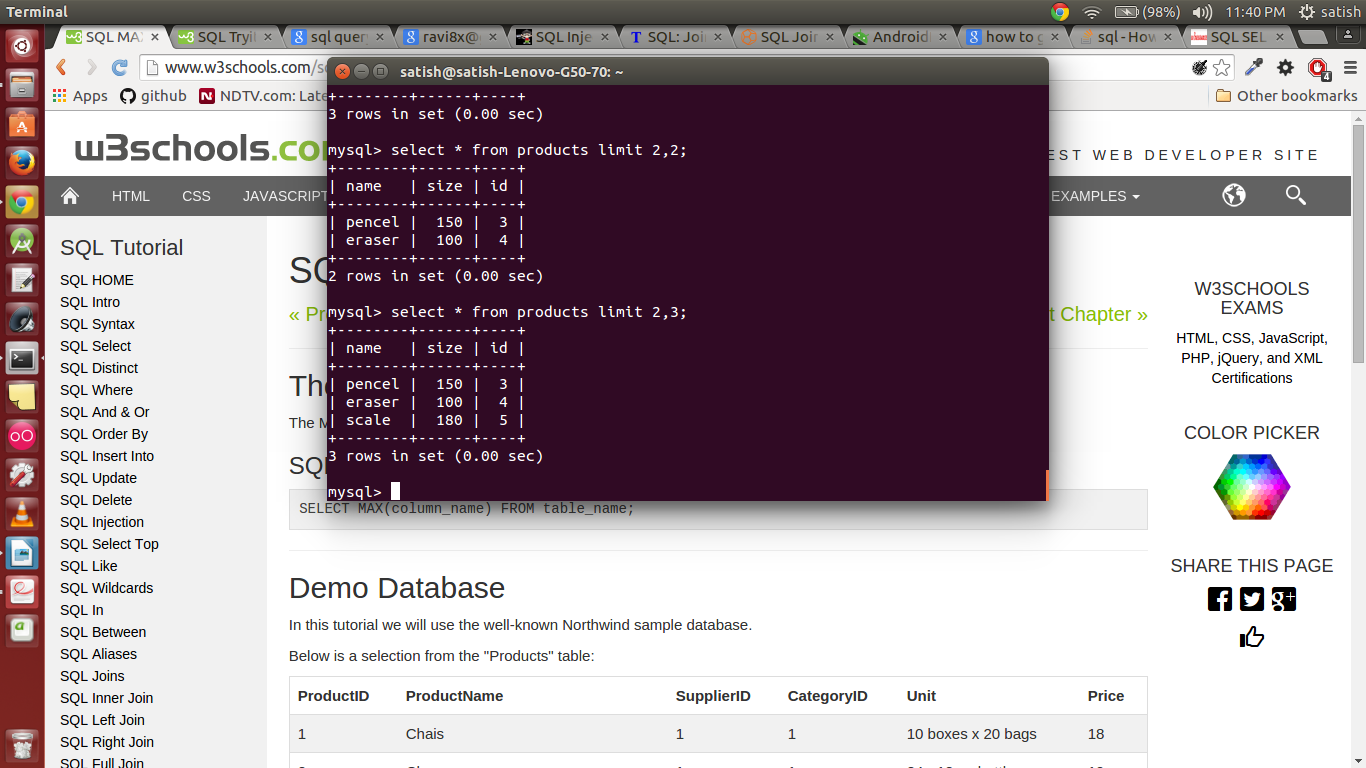 Terminal
(98%)
11:40 PM
satish
SQL MA
SQL TryI
sql quer
ravi8x@
SQL Inje
SQL: Joi
SQL Joir
Android
how to g
sql - How
SQL SEL
www.w3schools.com/s
4
Apps
github
NDTV.com: Late
Other bookmarks
satish@satish-Lenovo-G50-70: ~
+--------+------+----+
3 rows in set (0.00 sec)
mysql> select * from products limit 2,2;
+--------+------+----+
| name   | size | id |
+--------+------+----+
| pencel |  150 |  3 |
| eraser |  100 |  4 |
+--------+------+----+
2 rows in set (0.00 sec)
mysql> select * from products limit 2,3;
+--------+------+----+
| name   | size | id |
+--------+------+----+
| pencel |  150 |  3 |
| eraser |  100 |  4 |
| scale  |  180 |  5 |
+--------+------+----+
3 rows in set (0.00 sec)
mysql>
w3schools.co
EST WEB DEVELOPER SITE
HTML
CSS
JAVASCRIPT
EXAMPLES
SQL Tutorial
SQL HOME
SQL Intro
SQL Syntax
SQL Select
SQL Distinct
SQL Where
SQL And & Or
SQL Order By
SQL Insert Into
SQL Update
SQL Delete
SQL Injection
SQL Select Top
SQL Like
SQL Wildcards
SQL In
SQL Between
SQL Aliases
SQL Joins
SQL Inner Join
SQL Left Join
SQL Right Join
SQL Full Join
SQ
« Pr
t Chapter »
The
The M
SQ
SELECT MAX(column_name) FROM table_name;
Demo Database
In this tutorial we will use the well-known Northwind sample database.
Below is a selection from the "Products" table:
ProductID ProductName SupplierID CategoryID Unit Price
1 Chais 1 1 10 boxes x 20 bags 18
W3SCHOOLS
EXAMS
HTML, CSS, JavaScript,
PHP, jQuery, and XML
Certifications
COLOR PICKER
SHARE THIS PAGE